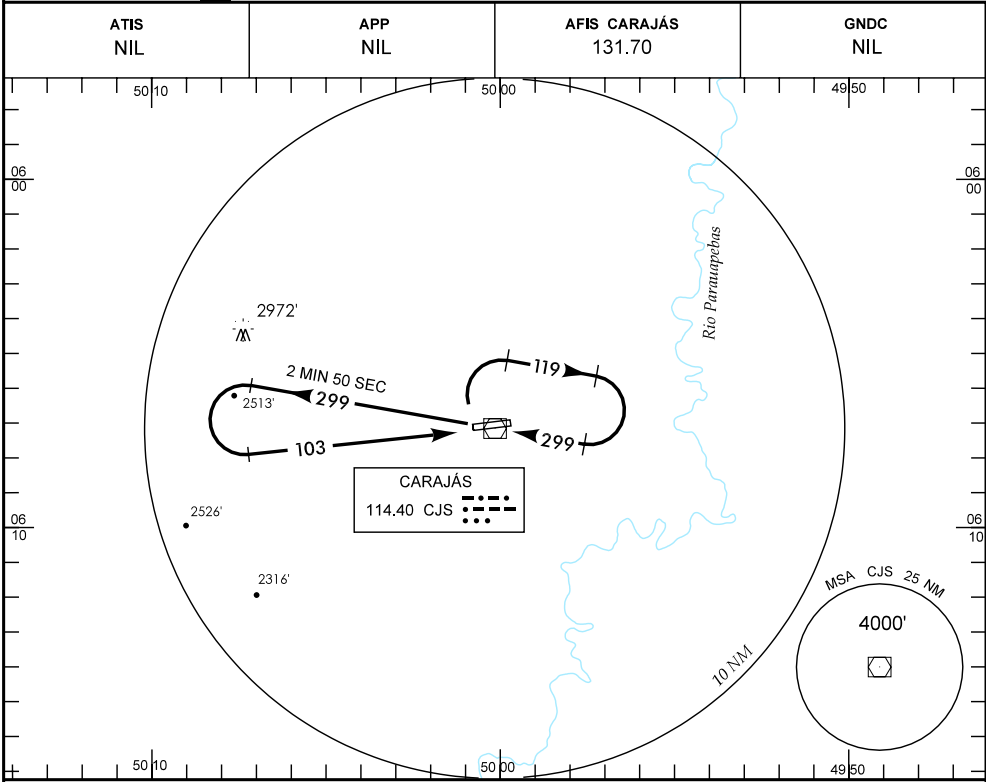 ATIS
NIL
APP
NIL
AFIS CARAJÁS
131.70
GNDC
NIL
50 10
50 00
49 50
06
00
06
00
Rio Parauapebas
2972'
2 MIN 50 SEC
299
119
2513'
103
299
CARAJÁS
114.40 CJS
2526'
06
10
06
10
2316'
MSA CJS 25 NM
4000'
10 NM
50 10
50 00
49 50